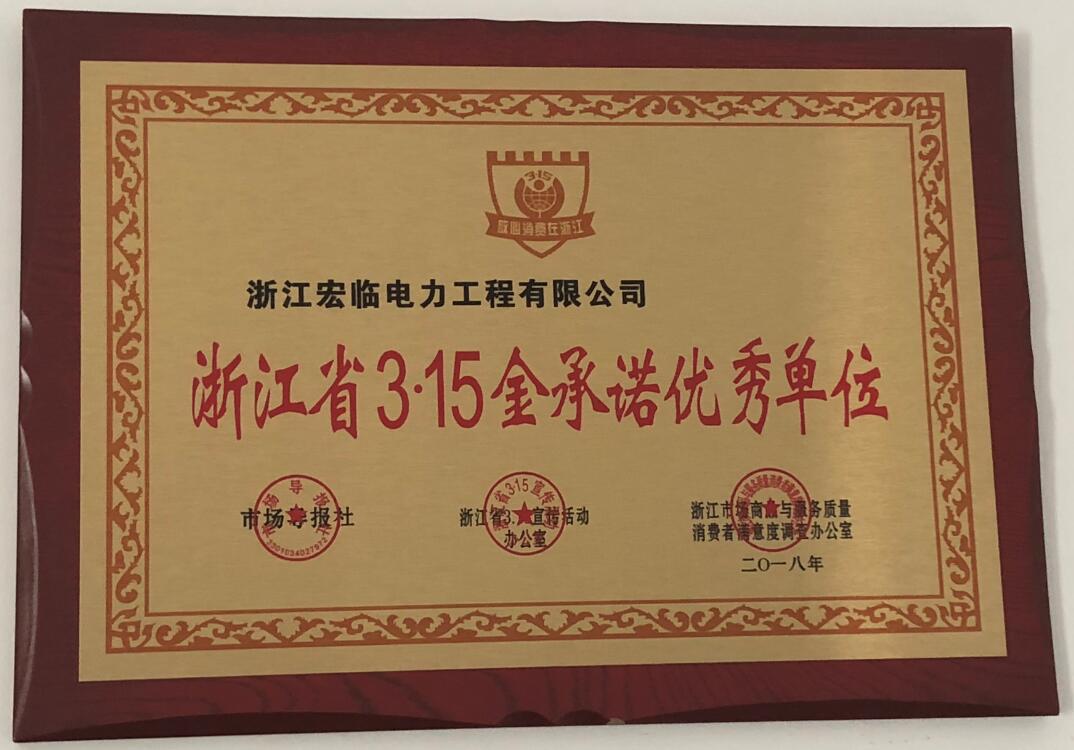 3·15
放心消费在浙江
浙江宏临电力工程有限公司
浙江省3·15金承诺优秀单位
市场导报社
3301034027972
浙江省3.15宣传活动
办公室
浙江市场商品与服务质量
消费者满意度调查办公室
二〇一八年